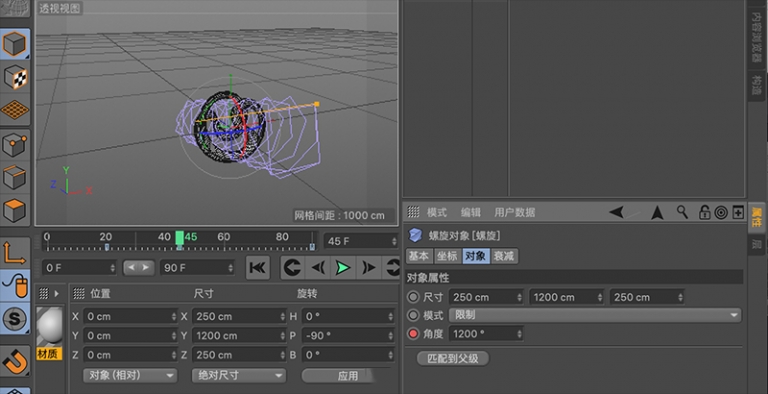 透视视图
Y
Z
X
网格间距 : 1000 cm
0 20 40 45 60 80
45 F
0 F
90 F
位置 尺寸 旋转
X 0 cm X 250 cm H 0 °
Y 0 cm Y 1200 cm P -90 °
Z 0 cm Z 250 cm B 0 °
对象 (相对) 绝对尺寸 应用
材质
模式 编辑 用户数据
螺旋对象 [螺旋]
基本 坐标 对象 衰减
对象属性
尺寸 250 cm 1200 cm 250 cm
模式 限制
角度 1200 °
匹配到父级
内容浏览器
构造
属性
层